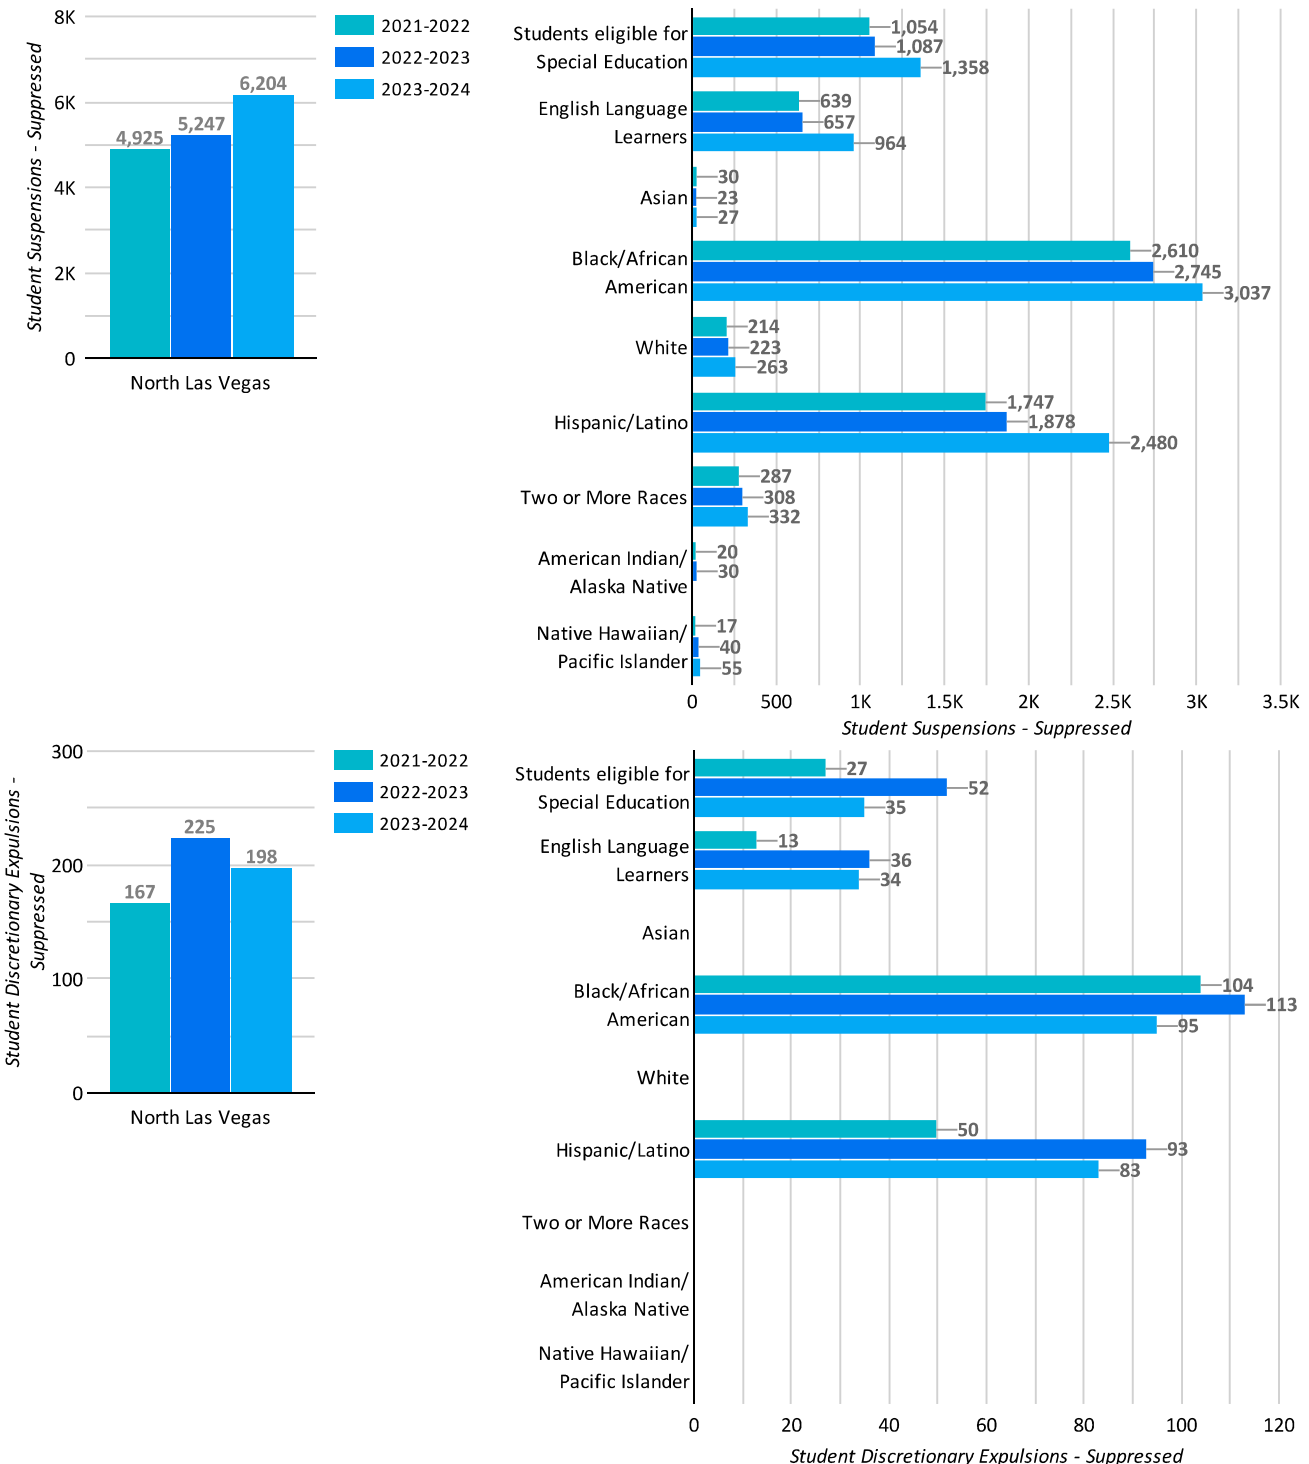 8K
6K
4K
2K
0
Student Suspensions - Suppressed
4,925
5,247
6,204
North Las Vegas
2021-2022
2022-2023
2023-2024
Students eligible for
Special Education
1,054
1,087
1,358
English Language
Learners
639
657
964
Asian
30
23
27
Black/African
American
2,610
2,745
3,037
White
214
223
263
Hispanic/Latino
1,747
1,878
2,480
Two or More Races
287
308
332
American Indian/
Alaska Native
20
30
Native Hawaiian/
Pacific Islander
17
40
55
0 500 1K 1.5K 2K 2.5K 3K 3.5K
Student Suspensions - Suppressed
300
200
100
0
Student Discretionary Expulsions -
Suppressed
167
225
198
North Las Vegas
2021-2022
2022-2023
2023-2024
Students eligible for
Special Education
27
52
35
English Language
Learners
13
36
34
Asian
Black/African
American
104
113
95
White
Hispanic/Latino
50
93
83
Two or More Races
American Indian/
Alaska Native
Native Hawaiian/
Pacific Islander
0 20 40 60 80 100 120
Student Discretionary Expulsions - Suppressed